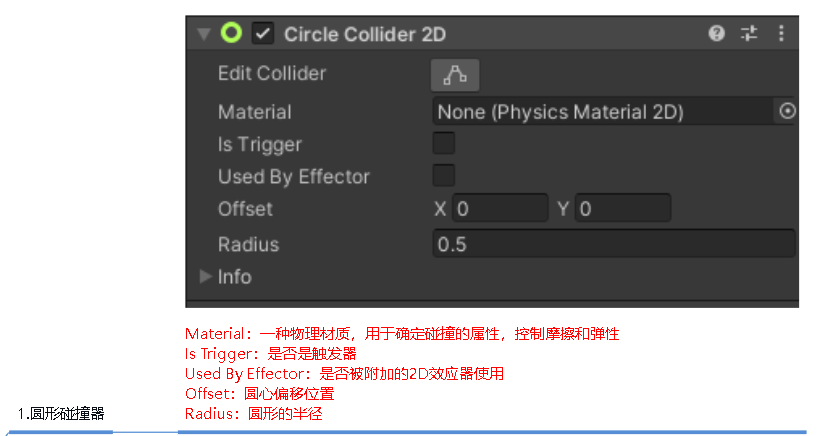 Circle Collider 2D
Edit Collider
Material None (Physics Material 2D)
Is Trigger
Used By Effector
Offset X 0 Y 0
Radius 0.5
Info
Material：一种物理材质，用于确定碰撞的属性，控制摩擦和弹性
Is Trigger：是否是触发器
Used By Effector：是否被附加的2D效应器使用
Offset：圆心偏移位置
1.圆形碰撞器
Radius：圆形的半径